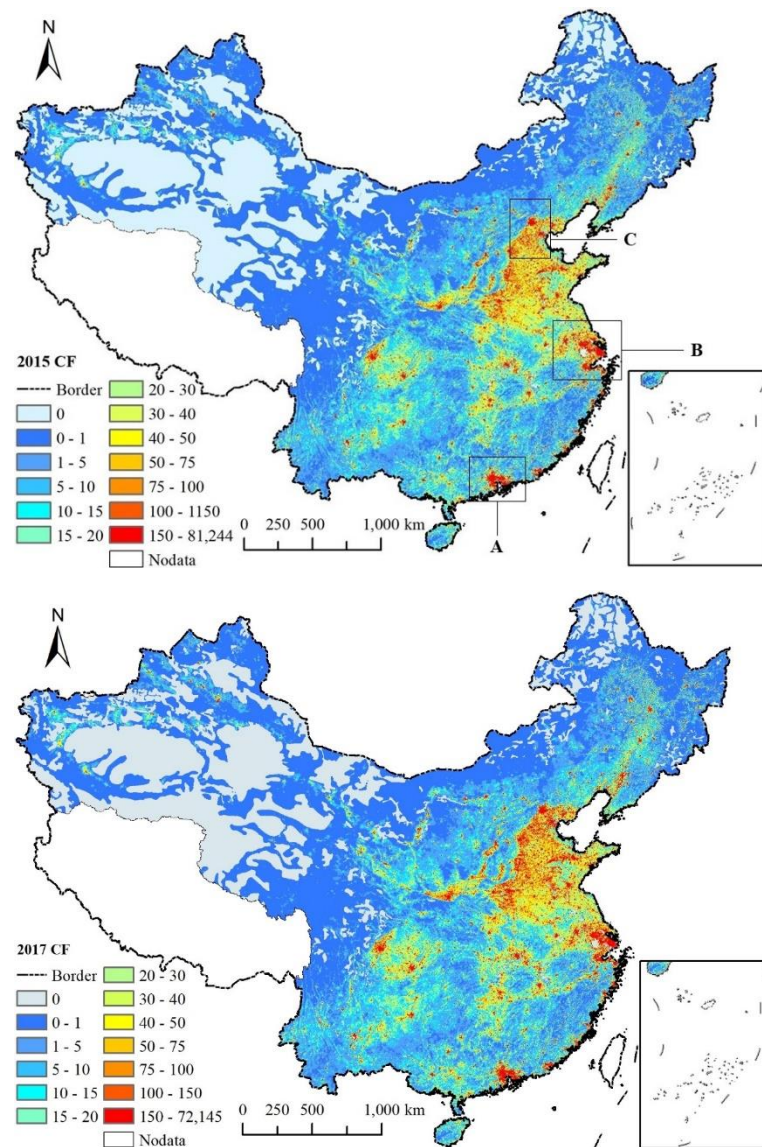 N
C
B
A
2015 CF
Border
0
0 - 1
1 - 5
5 - 10
10 - 15
15 - 20
20 - 30
30 - 40
40 - 50
50 - 75
75 - 100
100 - 1150
150 - 81,244
Nodata
0 250 500 1,000 km
N
2017 CF
Border
0
0 - 1
1 - 5
5 - 10
10 - 15
15 - 20
20 - 30
30 - 40
40 - 50
50 - 75
75 - 100
100 - 150
150 - 72,145
Nodata
0 250 500 1,000 km